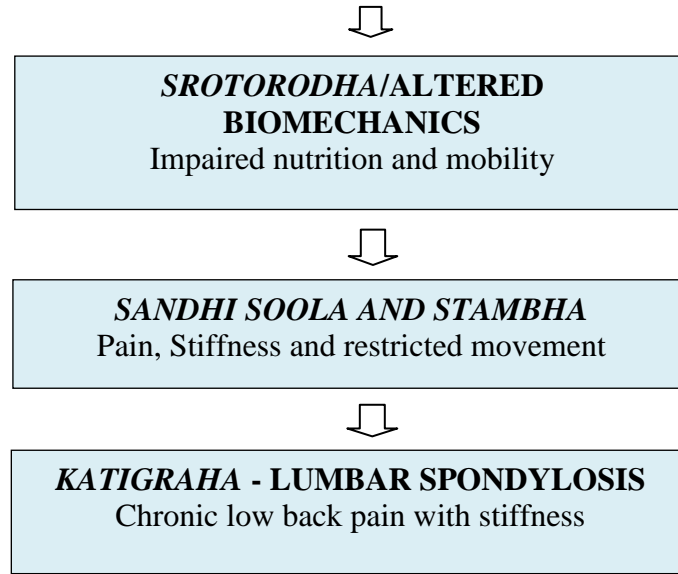 SROTORODHA/ALTERED
BIOMECHANICS
Impaired nutrition and mobility
SANDHI SOOLA AND STAMBHA
Pain, Stiffness and restricted movement
KATIGRAHA - LUMBAR SPONDYLOSIS
Chronic low back pain with stiffness